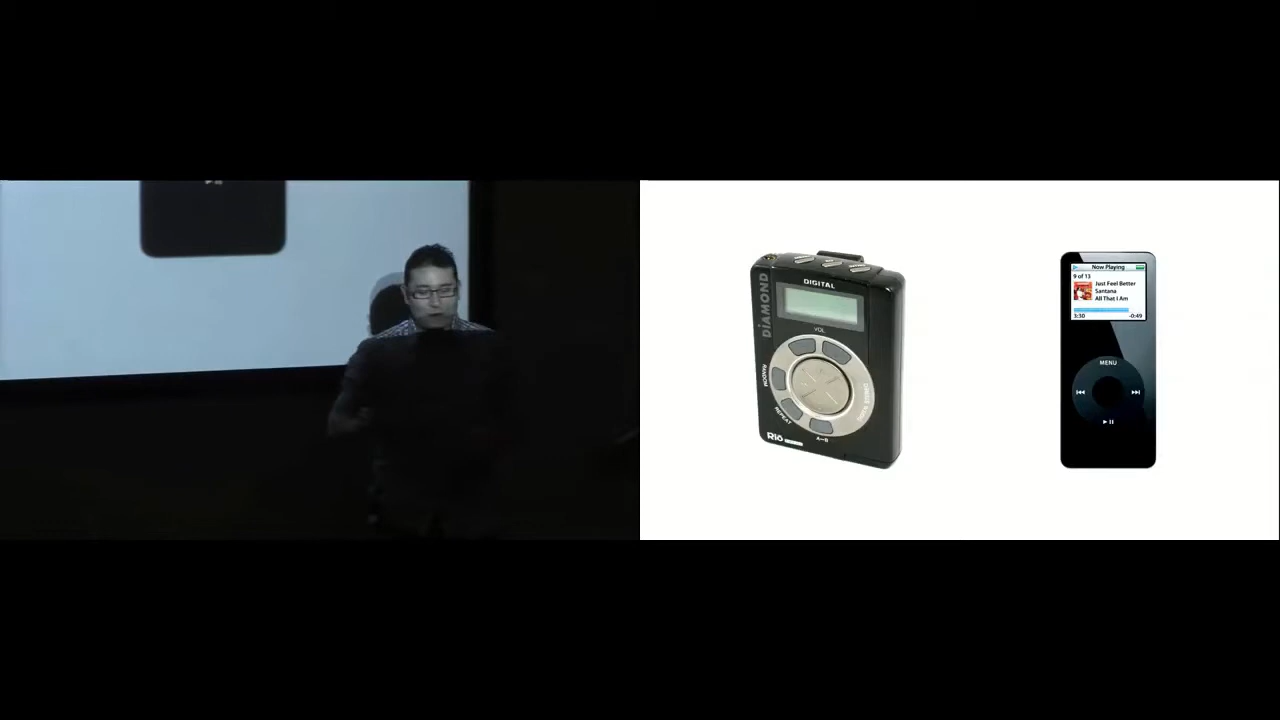 DIAMOND
DIGITAL
VOL
RANDOM
REPEAT
A—B
Rio
Now Playing
9 of 13
Just Feel Better
Santana
All That I Am
3:30
-0:49
MENU